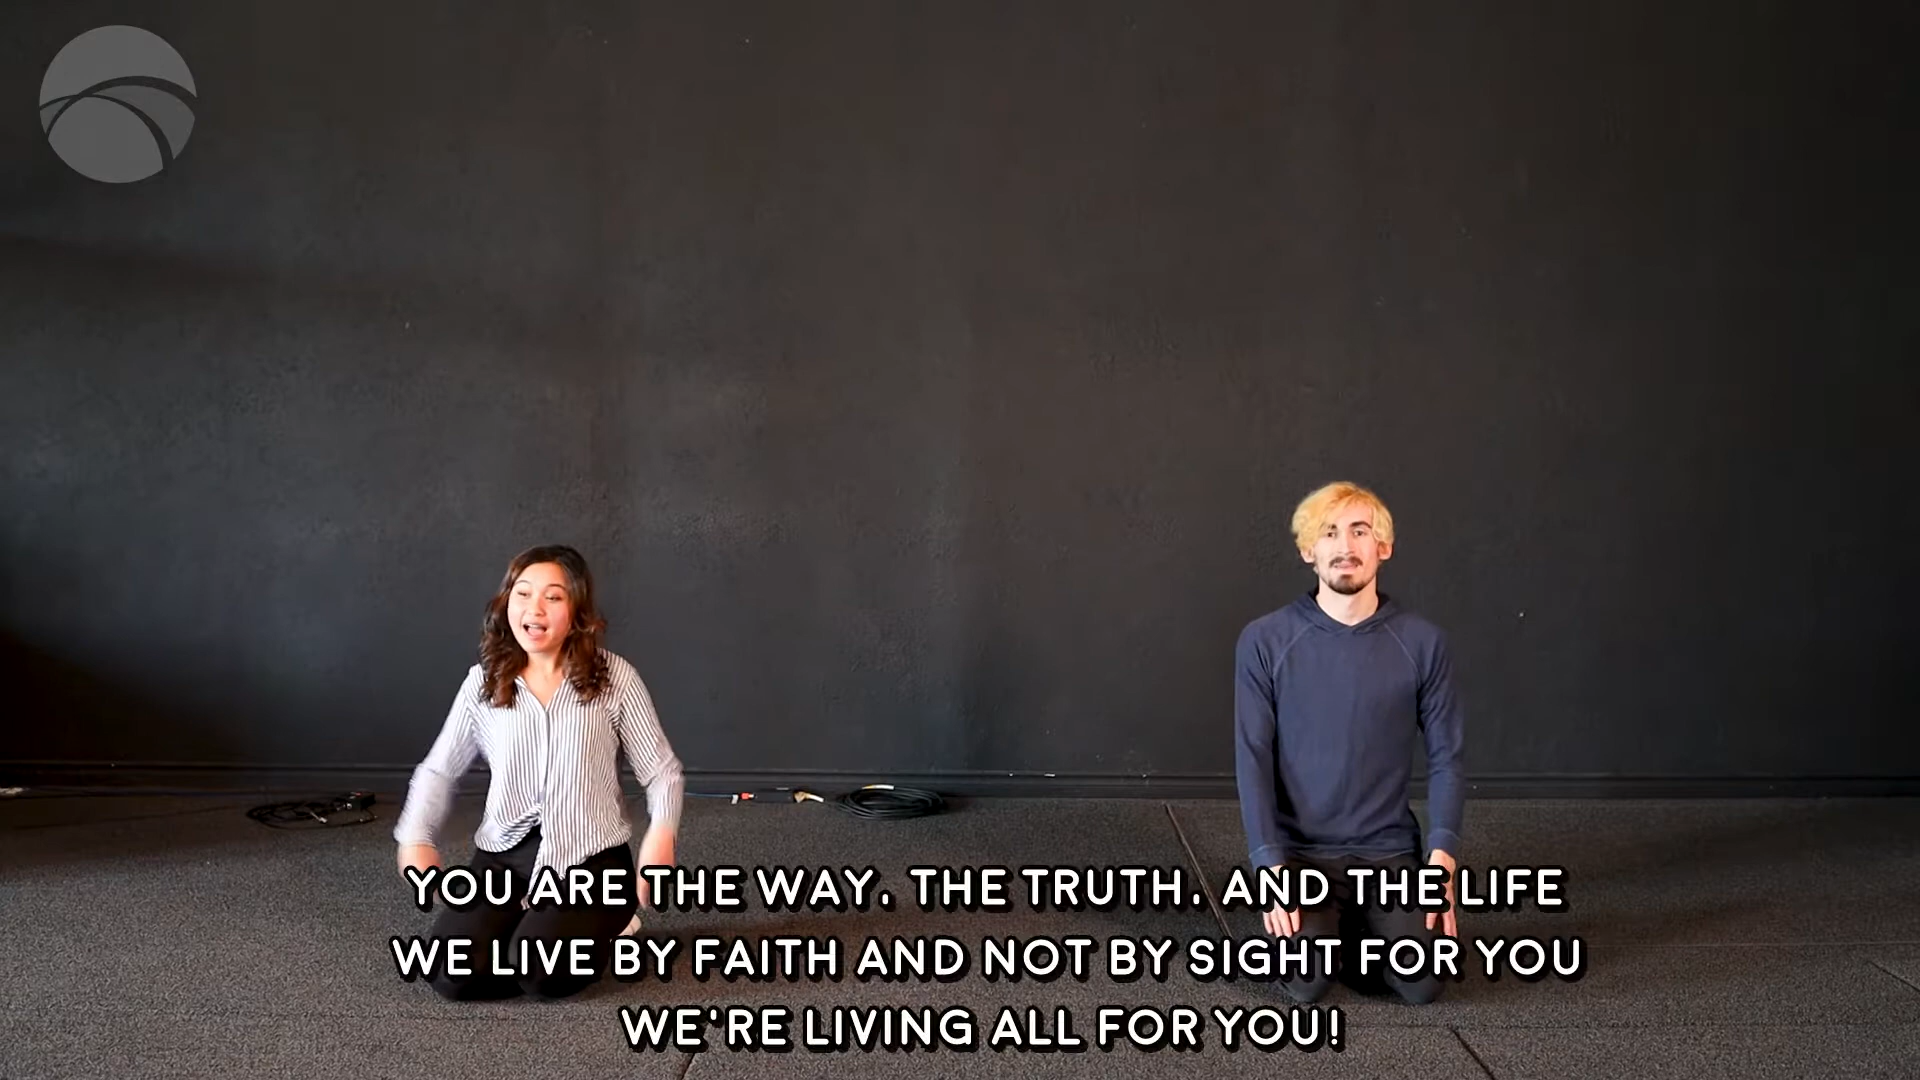 YOU ARE THE WAY. THE TRUTH. AND THE LIFE
WE LIVE BY FAITH AND NOT BY SIGHT FOR YOU
WE'RE LIVING ALL FOR YOU!